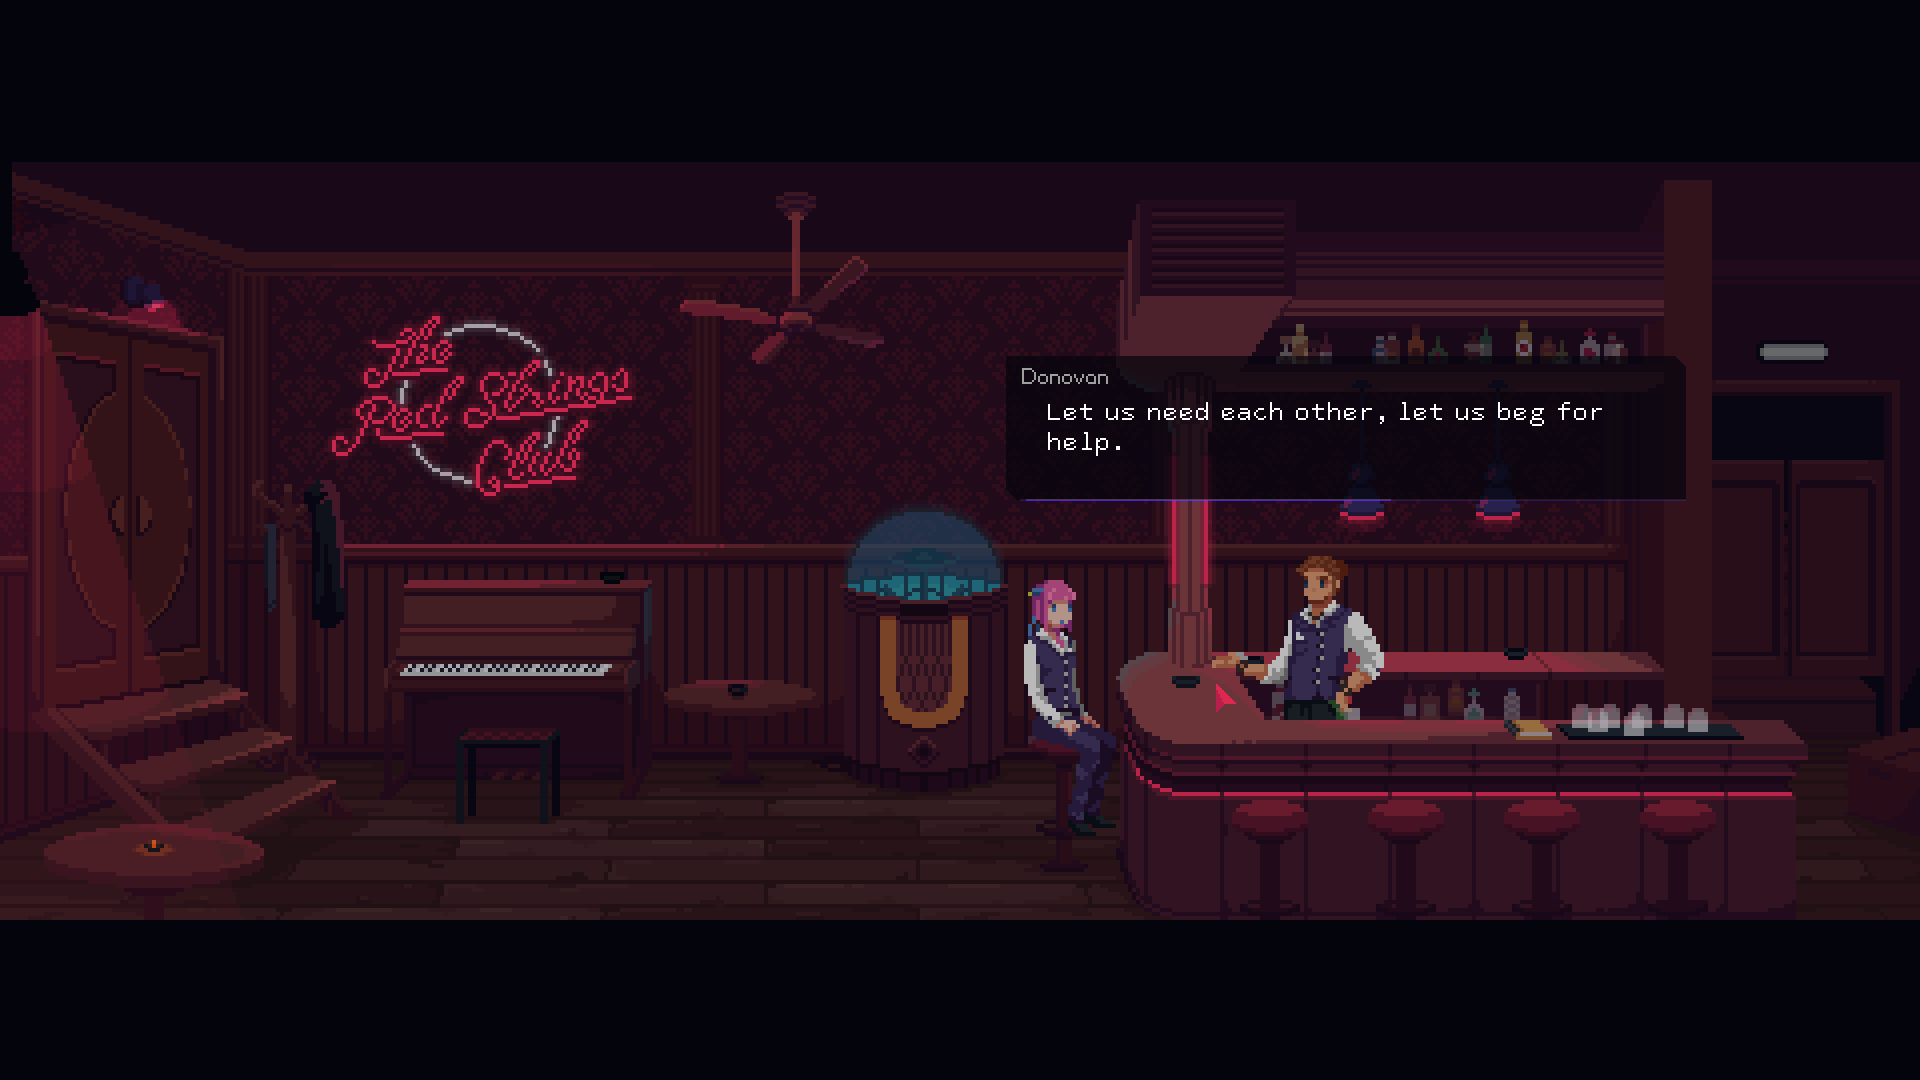 The
Red Strings
Club
Donovan
Let us need each other, let us beg for
help.